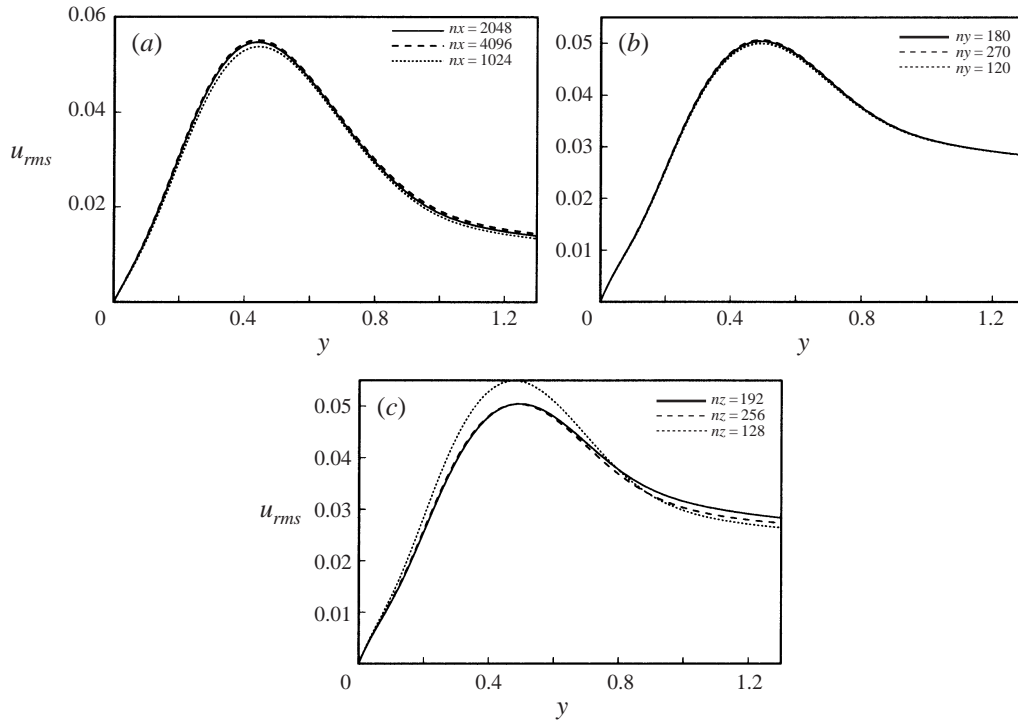 0.06
0.04
0.02
u_rms
(a)
nx = 2048
nx = 4096
nx = 1024
0 0.4 0.8 1.2
y
0.05
0.04
0.03
0.02
0.01
(b)
ny = 180
ny = 270
ny = 120
0 0.4 0.8 1.2
y
0.05
0.04
0.03
0.02
0.01
u_rms
(c)
nz = 192
nz = 256
nz = 128
0 0.4 0.8 1.2
y